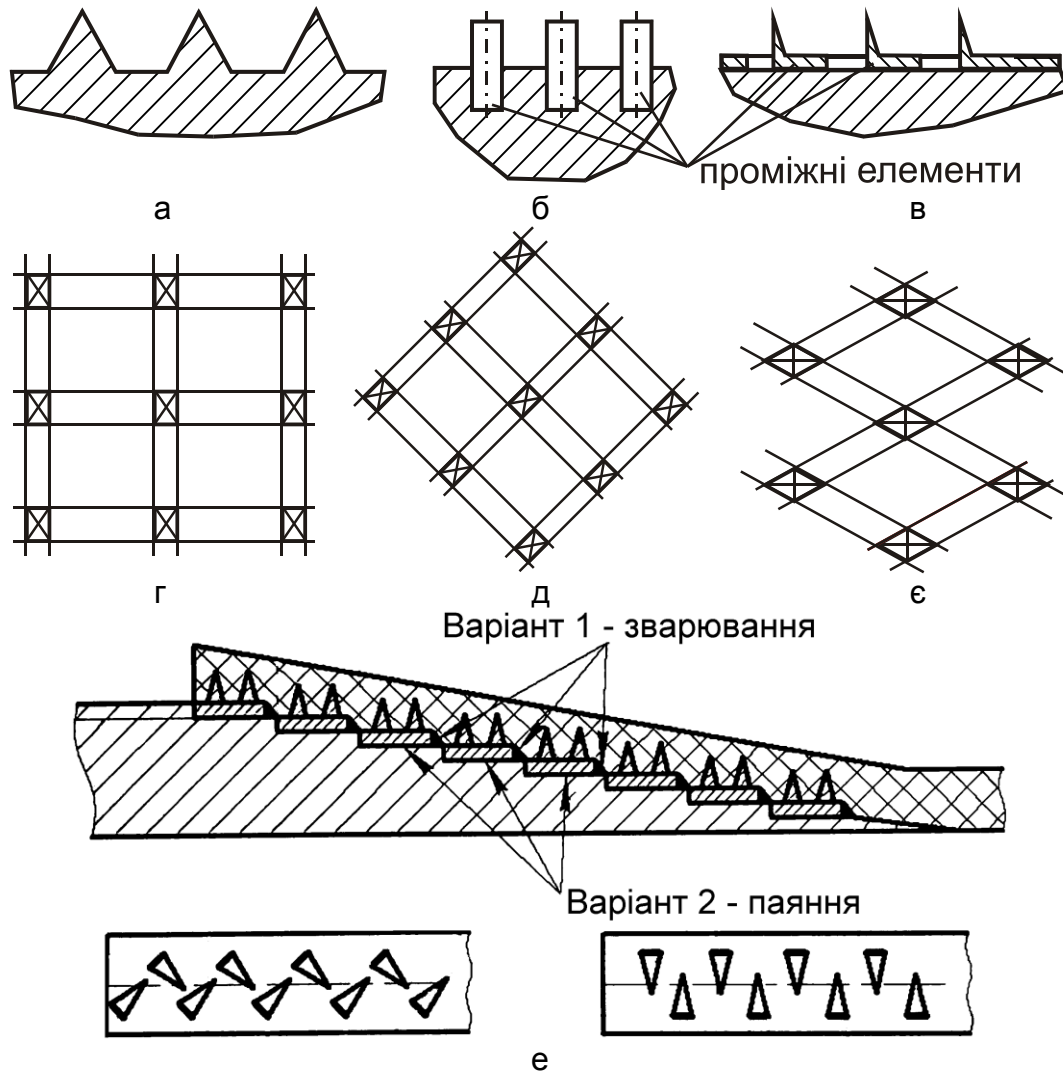 проміжні елементи
а б в
г д є
Варіант 1 - зварювання
Варіант 2 - паяння
е